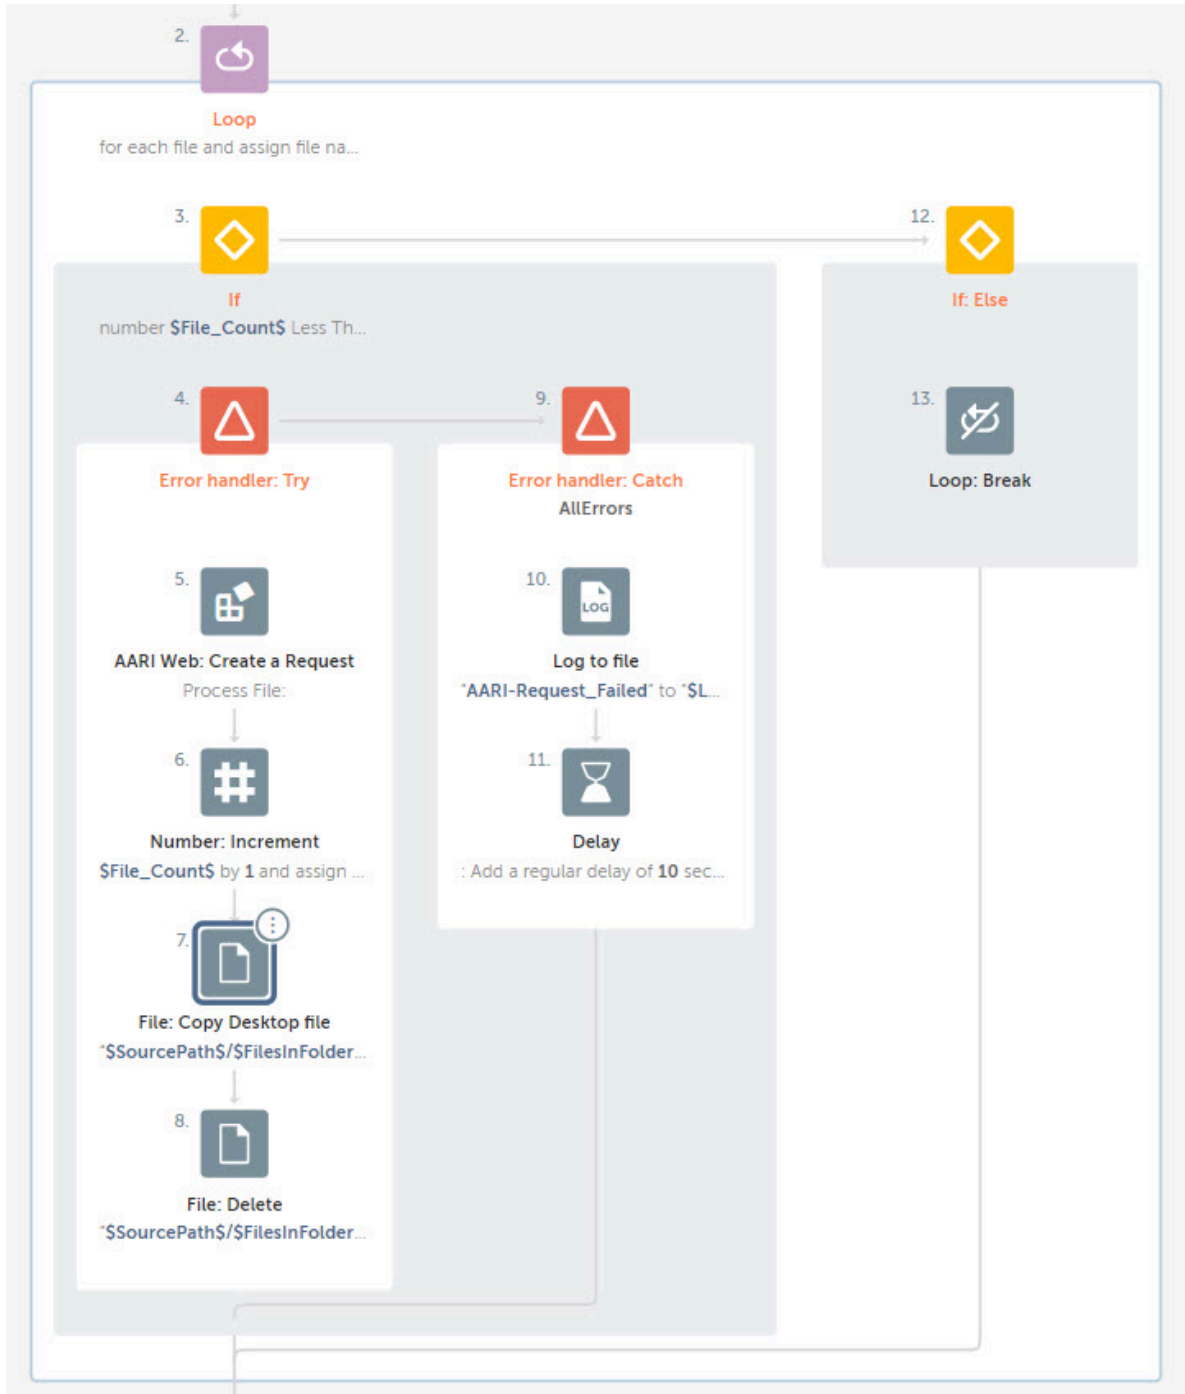 2.
Loop
for each file and assign file na...
3.
If
number $File_Count$ Less Th...
12.
If: Else
4.
Error handler: Try
9.
Error handler: Catch
AllErrors
13.
Loop: Break
5.
AARI Web: Create a Request
Process File:
10.
LOG
Log to file
"AARI-Request_Failed" to "$L...
6.
Number: Increment
$File_Count$ by 1 and assign ...
11.
Delay
: Add a regular delay of 10 sec...
7.
File: Copy Desktop file
"$SourcePath$/$FilesInFolder...
8.
File: Delete
"$SourcePath$/$FilesInFolder...